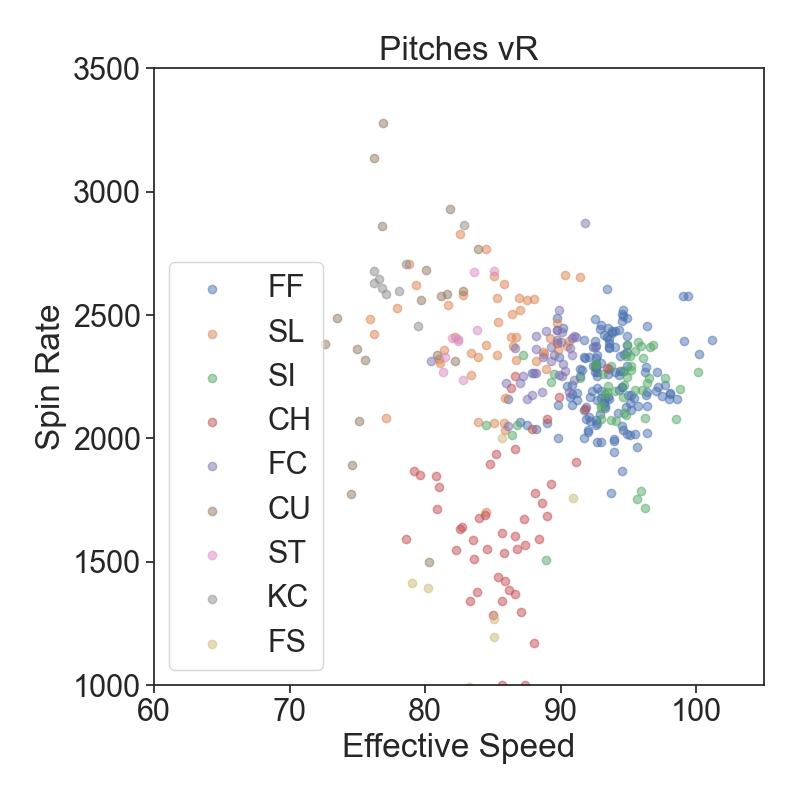 Pitches vR
3500
3000
2500
2000
1500
1000
Spin Rate
FF
SL
SI
CH
FC
CU
ST
KC
FS
60 70 80 90 100
Effective Speed